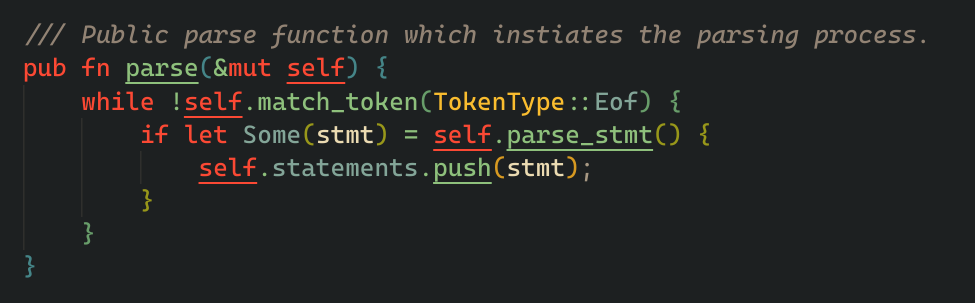 /// Public parse function which instiates the parsing process.
pub fn parse(&mut self) {
    while !self.match_token(TokenType::Eof) {
        if let Some(stmt) = self.parse_stmt() {
            self.statements.push(stmt);
        }
    }
}